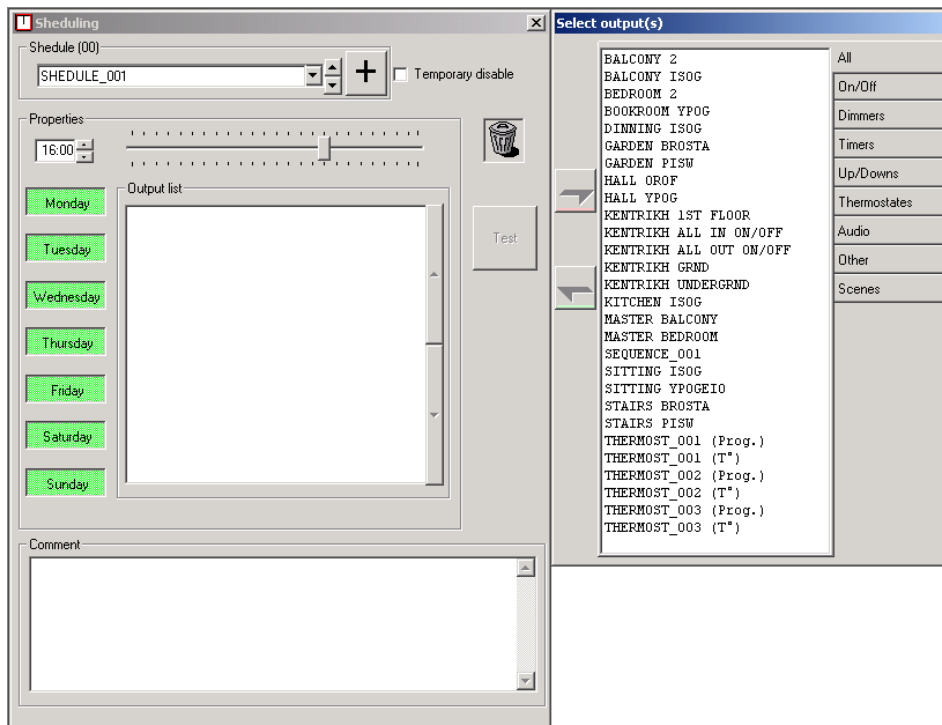 Sheduling
Shedule (00)
SHEDULE_001
+
Temporary disable
Properties
16:00
Monday
Tuesday
Wednesday
Thursday
Friday
Saturday
Sunday
Output list
Test
Comment
Select output(s)
BALCONY 2
BALCONY ISOG
BEDROOM 2
BOOKROOM YPOG
DINNING ISOG
GARDEN BROSTA
GARDEN PISW
HALL OROF
HALL YPOG
KENTRIKH 1ST FLOOR
KENTRIKH ALL IN ON/OFF
KENTRIKH ALL OUT ON/OFF
KENTRIKH GRND
KENTRIKH UNDERGRND
KITCHEN ISOG
MASTER BALCONY
MASTER BEDROOM
SEQUENCE_001
SITTING ISOG
SITTING YPOGEIO
STAIRS BROSTA
STAIRS PISW
THERMOST_001 (Prog.)
THERMOST_001 (T°)
THERMOST_002 (Prog.)
THERMOST_002 (T°)
THERMOST_003 (Prog.)
THERMOST_003 (T°)
All
On/Off
Dimmers
Timers
Up/Downs
Thermostates
Audio
Other
Scenes